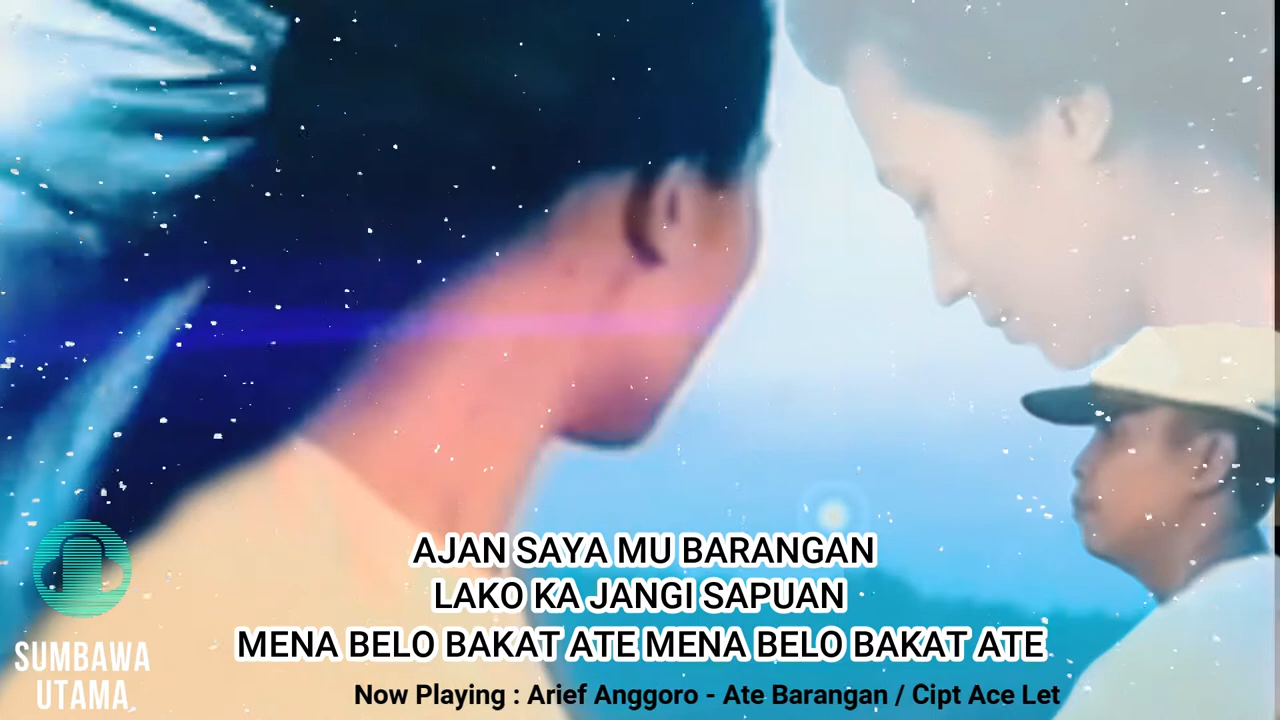 AJAN SAYA MU BARANGAN
LAKO KA JANGI SAPUAN
MENA BELO BAKAT ATE MENA BELO BAKAT ATE
SUMBAWA
UTAMA
Now Playing : Arief Anggoro - Ate Barangan / Cipt Ace Let